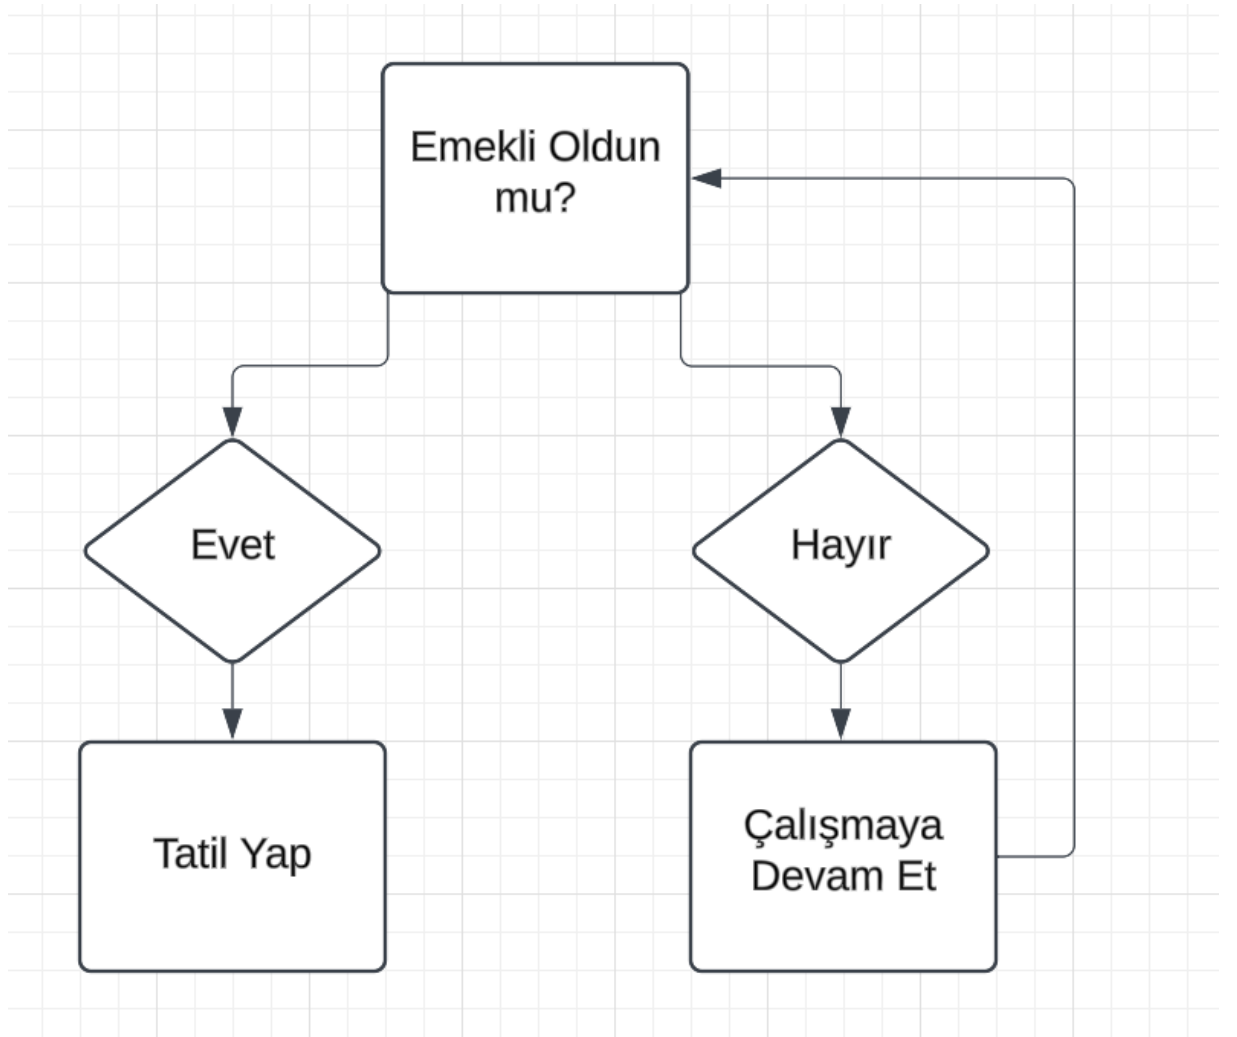 Emekli Oldun
mu?
Evet
Hayır
Tatil Yap
Çalışmaya
Devam Et